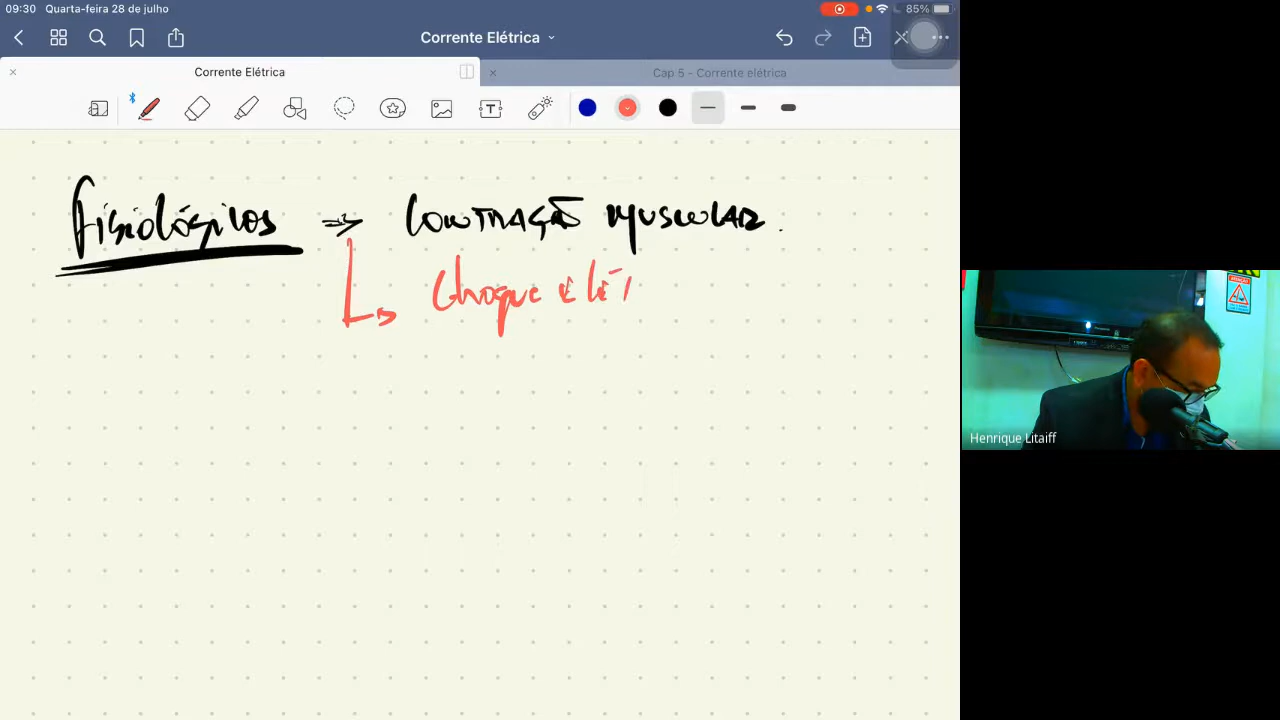 09:30 Quarta-feira 28 de julho 85%
Corrente Elétrica
Corrente Elétrica
Cap 5 - Corrente elétrica
T
Fisiológicos ⇒ Contração muscular.
Choque elét
Henrique Litaiff